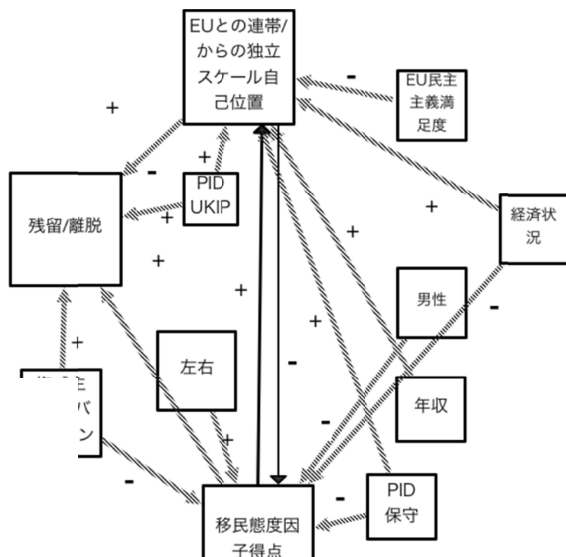 EUとの連帯/
からの独立
スケール自
己位置
EU民主
主義満
足度
-
+
-
+
PID
UKIP
+
残留/離脱
経済状
況
+
+
+
+
+
男性
-
+
左右
-
年収
バ
ン
+
-
-
-
PID
保守
移民態度因
子得点